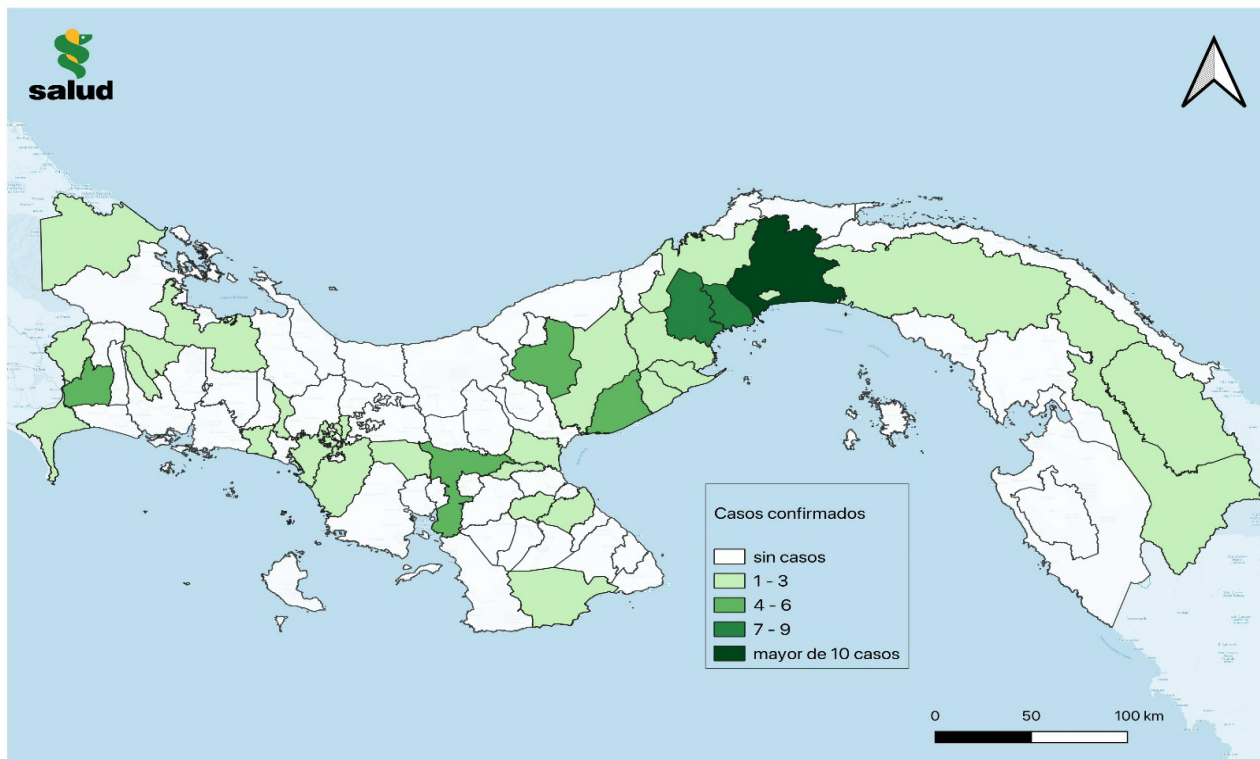 salud
Casos confirmados
sin casos
1 - 3
4 - 6
7 - 9
mayor de 10 casos
0 50 100 km